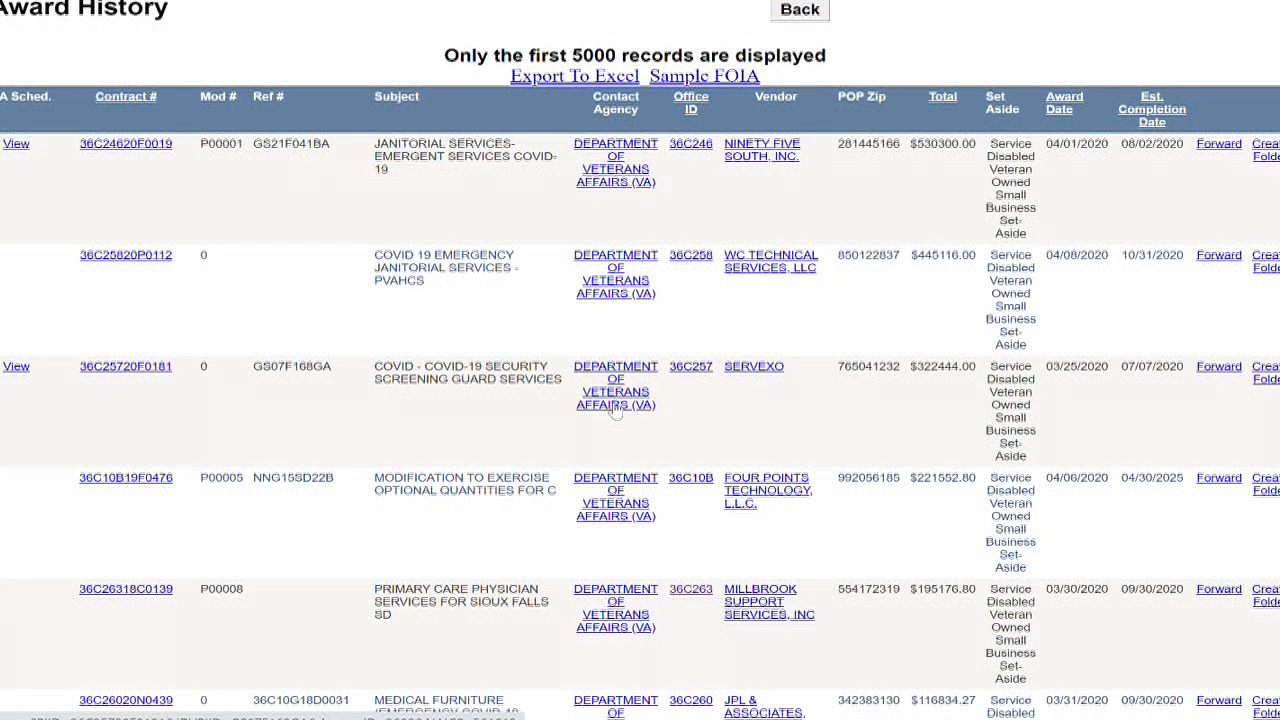 Award History
Back
Only the first 5000 records are displayed
Export To Excel Sample FOIA
A Sched. Contract # Mod # Ref # Subject Contact Agency Office ID Vendor POP Zip Total Set Aside Award Date Est. Completion Date
View 36C24620F0019 P00001 GS21F041BA JANITORIAL SERVICES- DEPARTMENT 36C246 NINETY FIVE 281445166 $530300.00 Service 04/01/2020 08/02/2020 Forward Crea
EMERGENT SERVICES COVID- OF SOUTH, INC. Disabled Folde
19 VETERANS Veteran
AFFAIRS (VA) Owned
Small
Business
Set-
Aside
36C25820P0112 0 COVID 19 EMERGENCY DEPARTMENT 36C258 WC TECHNICAL 850122837 $445116.00 Service 04/08/2020 10/31/2020 Forward Crea
JANITORIAL SERVICES - OF SERVICES, LLC Disabled Folde
PVAHCS VETERANS Veteran
AFFAIRS (VA) Owned
Small
Business
Set-
Aside
View 36C25720F0181 0 GS07F168GA COVID - COVID-19 SECURITY DEPARTMENT 36C257 SERVEXO 765041232 $322444.00 Service 03/25/2020 07/07/2020 Forward Crea
SCREENING GUARD SERVICES OF Disabled Folde
VETERANS Veteran
AFFAIRS (VA) Owned
Small
Business
Set-
Aside
36C10B19F0476 P00005 NNG15SD22B MODIFICATION TO EXERCISE DEPARTMENT 36C10B FOUR POINTS 992056185 $221552.80 Service 04/06/2020 04/30/2025 Forward Crea
OPTIONAL QUANTITIES FOR C OF TECHNOLOGY, Disabled Folde
VETERANS L.L.C. Veteran
AFFAIRS (VA) Owned
Small
Business
Set-
Aside
36C26318C0139 P00008 PRIMARY CARE PHYSICIAN DEPARTMENT 36C263 MILLBROOK 554172319 $195176.80 Service 03/30/2020 09/30/2020 Forward Crea
SERVICES FOR SIOUX FALLS OF SUPPORT Disabled Folde
SD VETERANS SERVICES, INC Veteran
AFFAIRS (VA) Owned
Small
Business
Set-
Aside
36C26020N0439 0 36C10G18D0031 MEDICAL FURNITURE DEPARTMENT 36C260 JPL & 342383130 $116834.27 Service 03/31/2020 09/30/2020 Forward Crea
OF ASSOCIATES, Disabled Folde